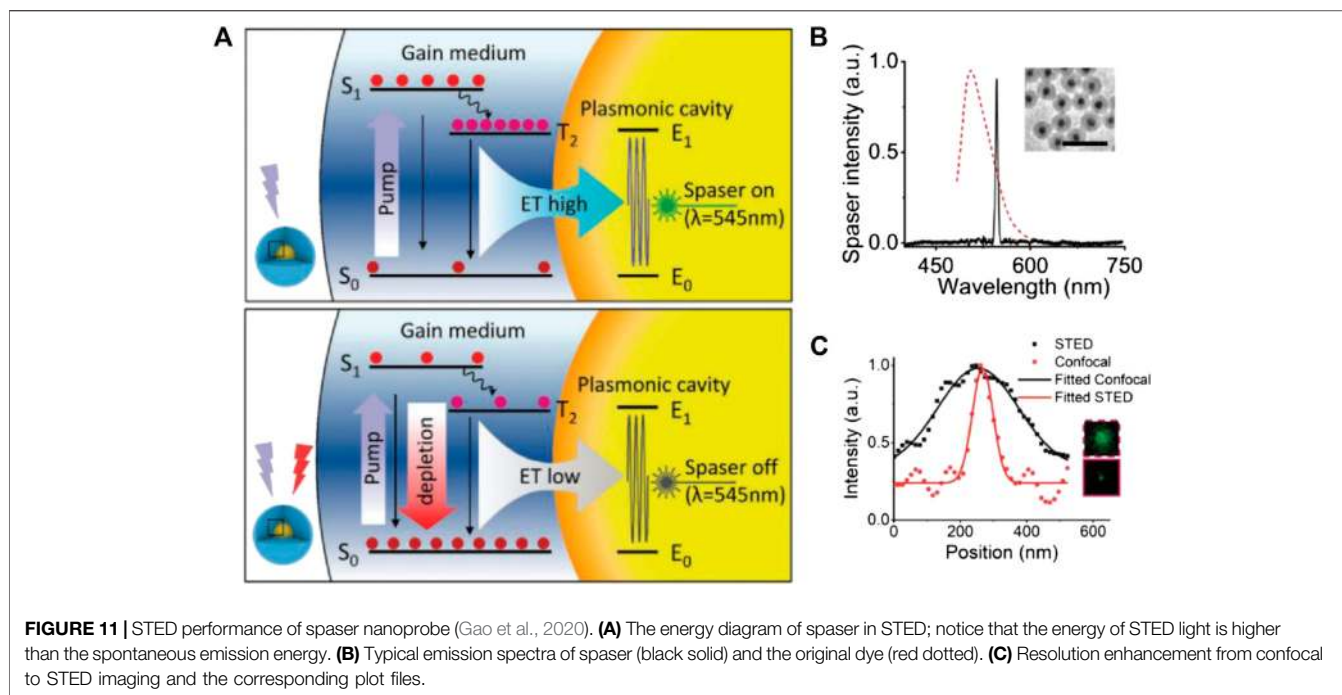 A
Gain medium
S1
Plasmonic cavity
T2
E1
Pump
ET high
Spaser on
(λ=545nm)
S0
E0
Gain medium
S1
Plasmonic cavity
T2
E1
Pump
depletion
ET low
Spaser off
(λ=545nm)
S0
E0
B
Spaser intensity (a.u.)
1.0
0.5
0.0
450 600 750
Wavelength (nm)
C
STED
Confocal
Fitted Confocal
Fitted STED
Intensity (a.u.)
1.0
0.5
0.0
0 200 400 600
Position (nm)
FIGURE 11 | STED performance of spaser nanoprobe (Gao et al., 2020). (A) The energy diagram of spaser in STED; notice that the energy of STED light is higher
than the spontaneous emission energy. (B) Typical emission spectra of spaser (black solid) and the original dye (red dotted). (C) Resolution enhancement from confocal
to STED imaging and the corresponding plot files.